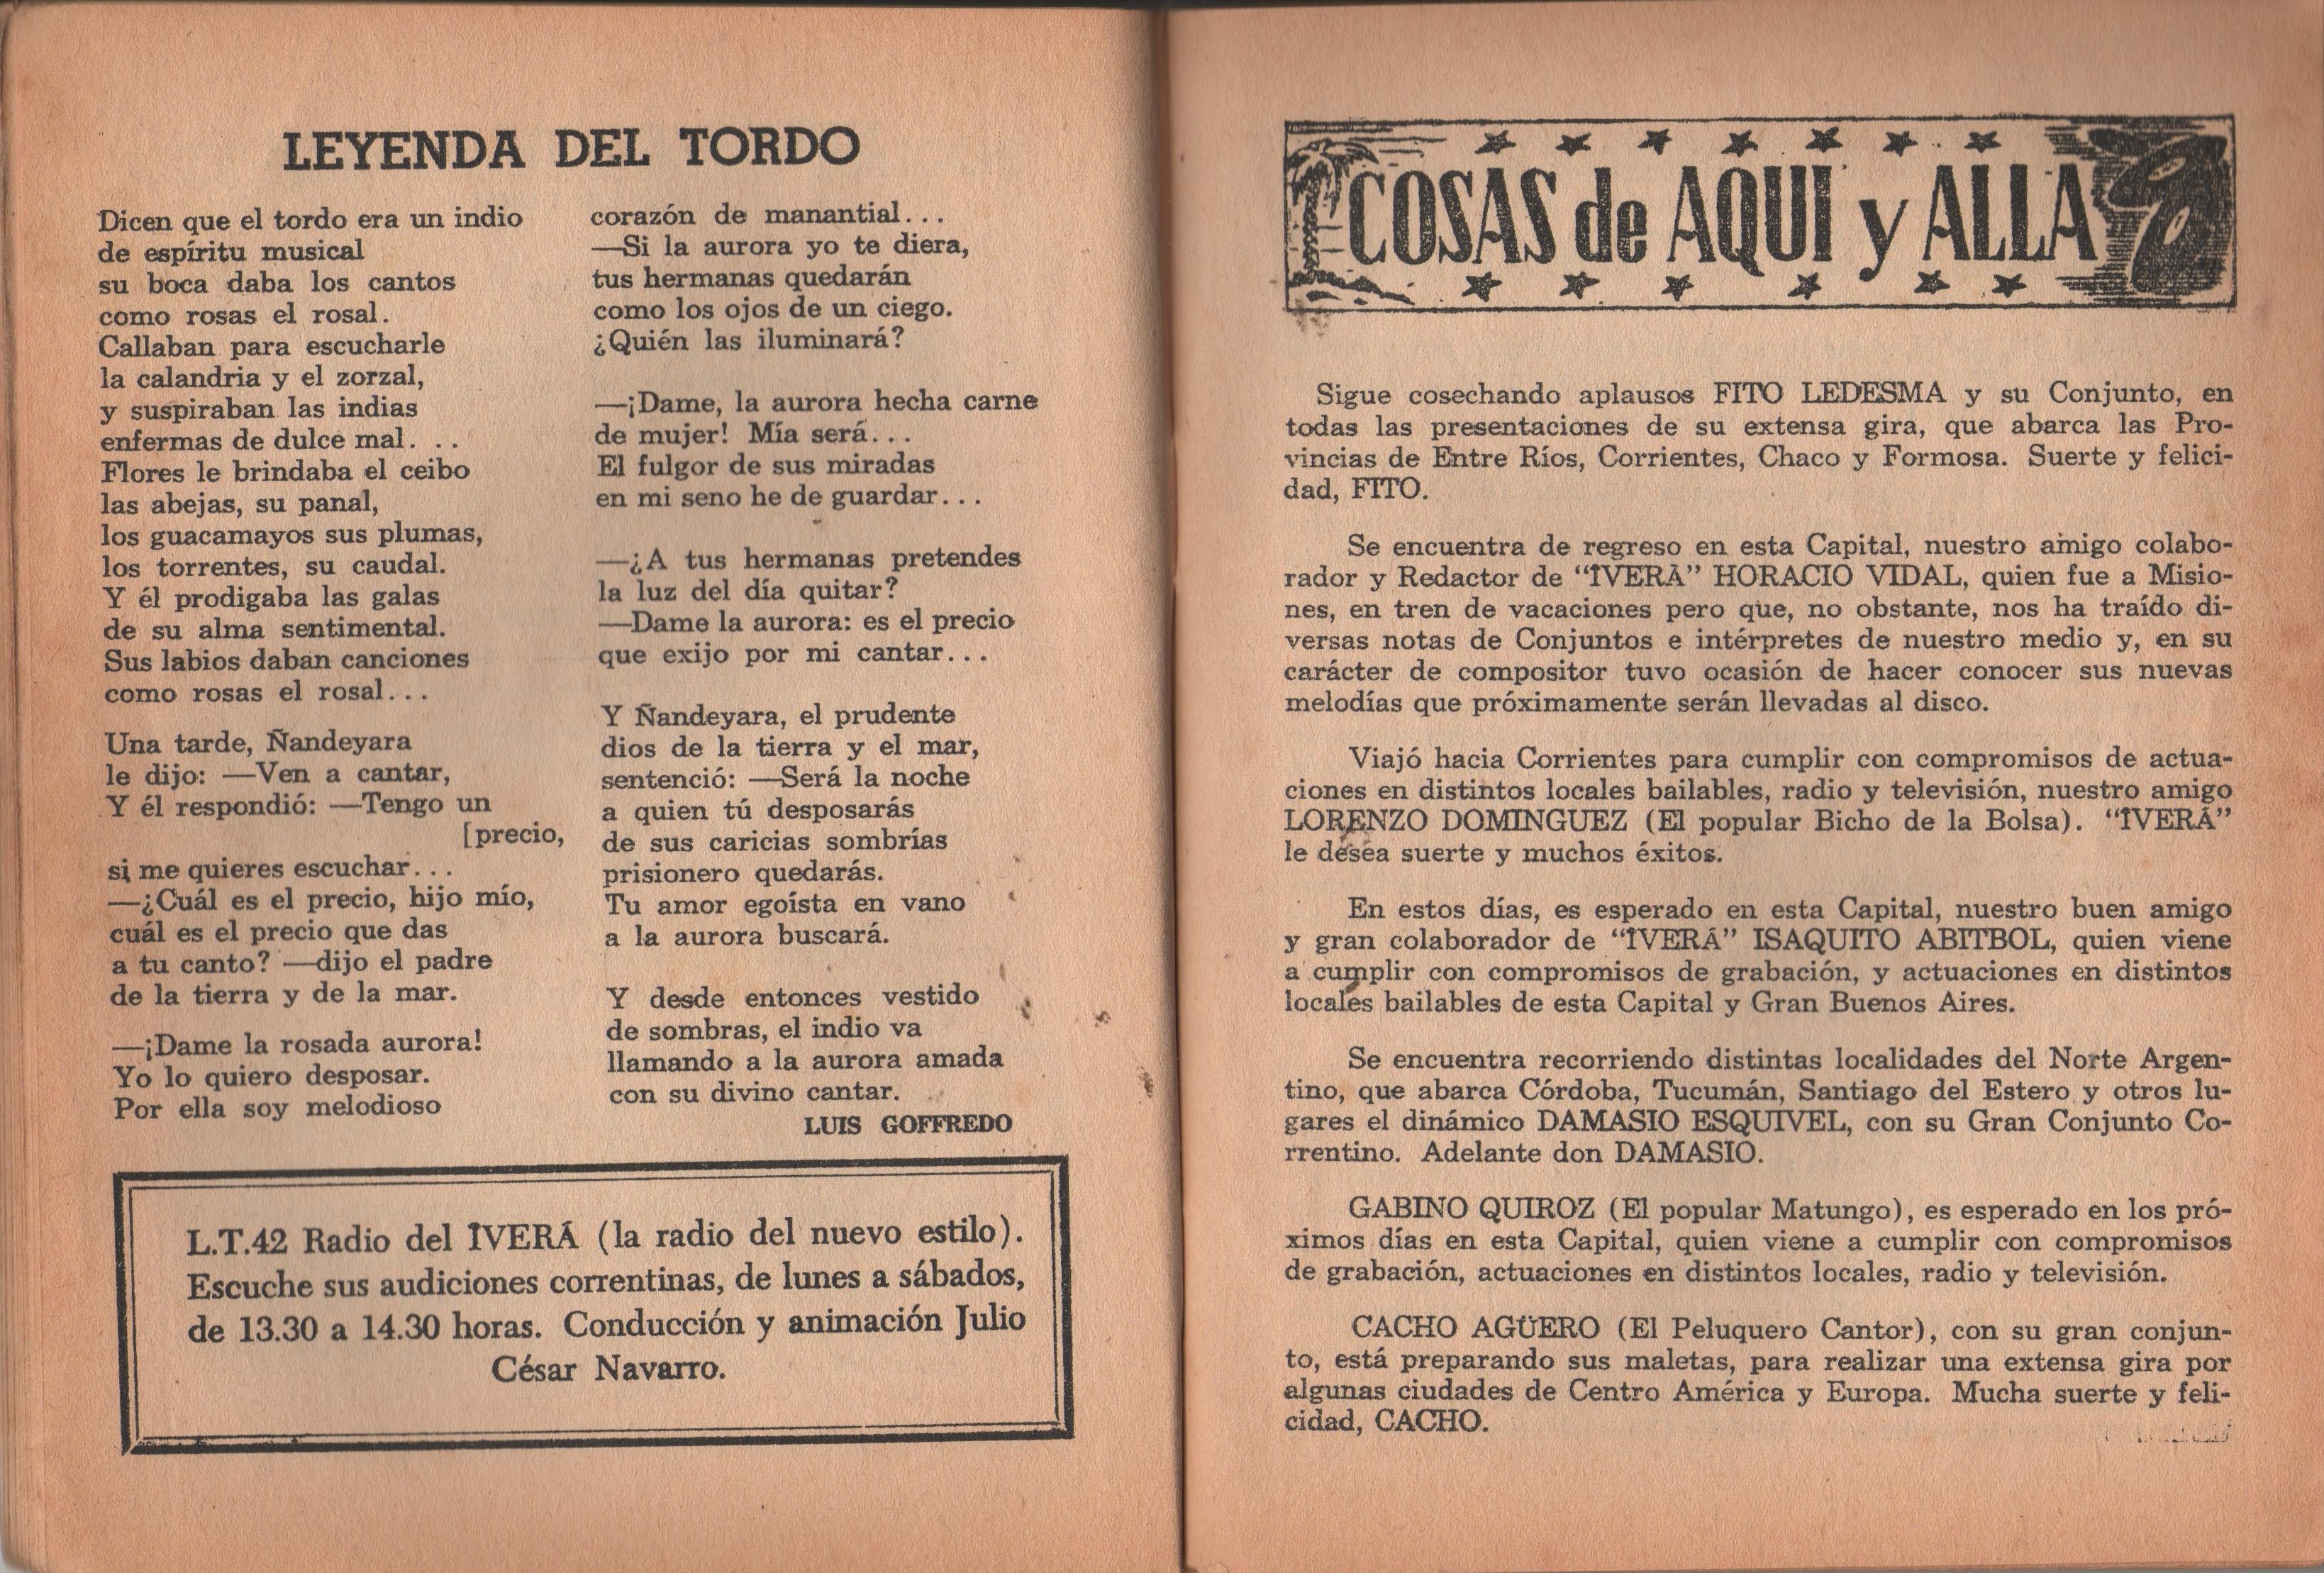 LEYENDA DEL TORDO
Dicen que el tordo era un indio
de espíritu musical
su boca daba los cantos
como rosas el rosal.
Callaban para escucharle
la calandria y el zorzal,
y suspiraban las indias
enfermas de dulce mal. . .
Flores le brindaba el ceibo
las abejas, su panal,
los guacamayos sus plumas,
los torrentes, su caudal.
Y él prodigaba las galas
de su alma sentimental.
Sus labios daban canciones
como rosas el rosal...
Una tarde, Ñandeyara
le dijo: —Ven a cantar,
Y él respondió: —Tengo un
[precio,
si me quieres escuchar...
—¿Cuál es el precio, hijo mío,
cuál es el precio que das
a tu canto? —dijo el padre
de la tierra y de la mar.
—¡Dame la rosada aurora!
Yo lo quiero desposar.
Por ella soy melodioso
corazón de manantial...
—Si la aurora yo te diera,
tus hermanas quedarán
como los ojos de un ciego.
¿Quién las iluminará?
—¡Dame, la aurora hecha carne
de mujer! Mía será...
El fulgor de sus miradas
en mi seno he de guardar...
—¿A tus hermanas pretendes
la luz del día quitar?
—Dame la aurora: es el precio
que exijo por mi cantar...
Y Ñandeyara, el prudente
dios de la tierra y el mar,
sentenció: —Será la noche
a quien tú desposarás
de sus caricias sombrías
prisionero quedarás.
Tu amor egoísta en vano
a la aurora buscará.
Y desde entonces vestido
de sombras, el indio va
llamando a la aurora amada
con su divino cantar.
LUIS GOFFREDO
L.T.42 Radio del ÎVERÁ (la radio del nuevo estilo).
Escuche sus audiciones correntinas, de lunes a sábados,
de 13.30 a 14.30 horas. Conducción y animación Julio
César Navarro.
COSAS de AQUI y ALLA
Sigue cosechando aplausos FITO LEDESMA y su Conjunto, en
todas las presentaciones de su extensa gira, que abarca las Pro-
vincias de Entre Ríos, Corrientes, Chaco y Formosa. Suerte y felici-
dad, FITO.
Se encuentra de regreso en esta Capital, nuestro amigo colabo-
rador y Redactor de “ÎVERÁ” HORACIO VIDAL, quien fue a Misio-
nes, en tren de vacaciones pero que, no obstante, nos ha traído di-
versas notas de Conjuntos e intérpretes de nuestro medio y, en su
carácter de compositor tuvo ocasión de hacer conocer sus nuevas
melodías que próximamente serán llevadas al disco.
Viajó hacia Corrientes para cumplir con compromisos de actua-
ciones en distintos locales bailables, radio y televisión, nuestro amigo
LORENZO DOMINGUEZ (El popular Bicho de la Bolsa). “ÎVERÁ”
le desea suerte y muchos éxitos.
En estos días, es esperado en esta Capital, nuestro buen amigo
y gran colaborador de “ÎVERÁ” ISAQUITO ABITBOL, quien viene
a cumplir con compromisos de grabación, y actuaciones en distintos
locales bailables de esta Capital y Gran Buenos Aires.
Se encuentra recorriendo distintas localidades del Norte Argen-
tino, que abarca Córdoba, Tucumán, Santiago del Estero y otros lu-
gares el dinámico DAMASIO ESQUIVEL, con su Gran Conjunto Co-
rrentino. Adelante don DAMASIO.
GABINO QUIROZ (El popular Matungo), es esperado en los pró-
ximos días en esta Capital, quien viene a cumplir con compromisos
de grabación, actuaciones en distintos locales, radio y televisión.
CACHO AGÜERO (El Peluquero Cantor), con su gran conjun-
to, está preparando sus maletas, para realizar una extensa gira por
algunas ciudades de Centro América y Europa. Mucha suerte y feli-
cidad, CACHO.